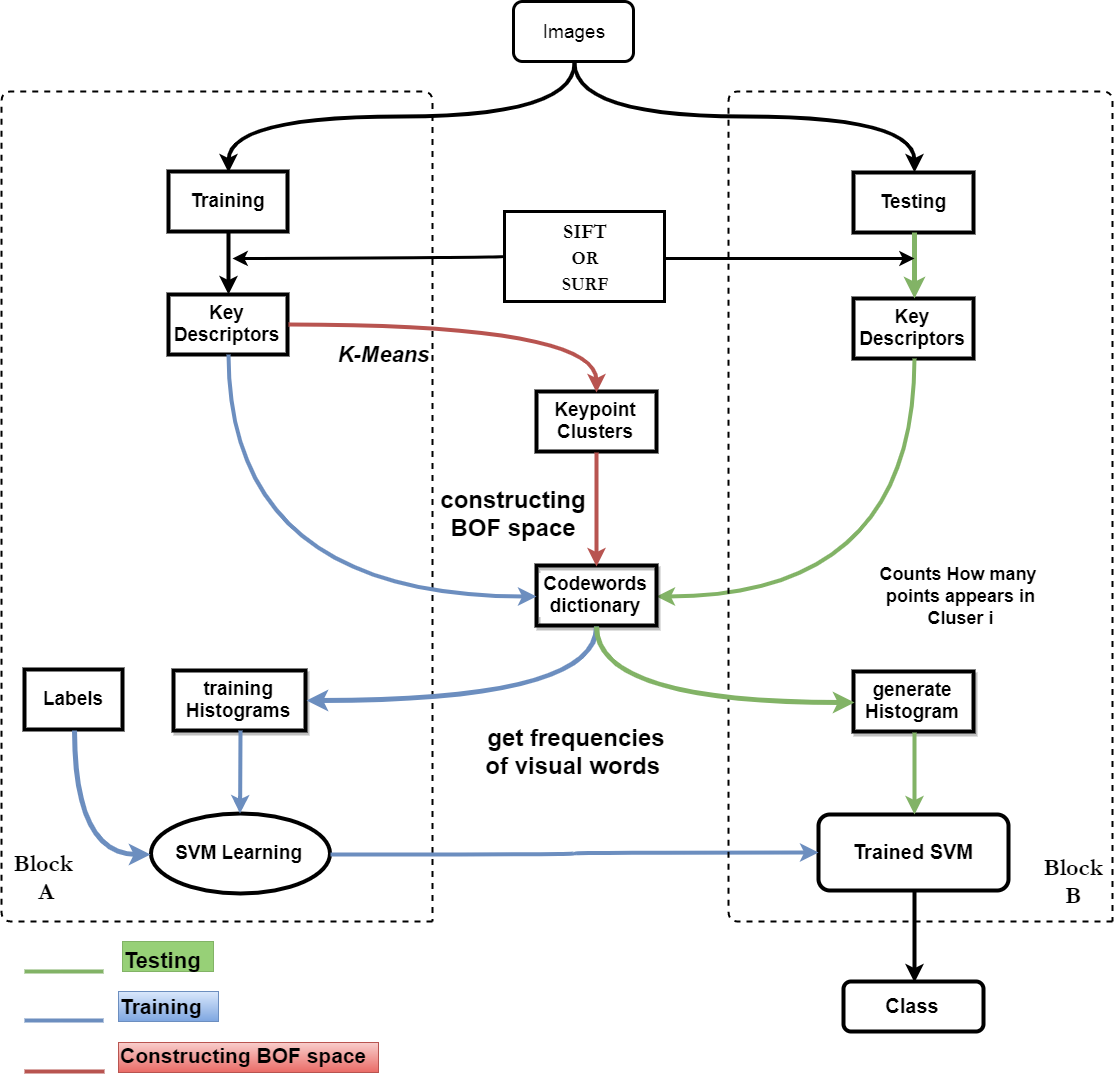 Images
Training
Testing
SIFT
OR
SURF
Key
Descriptors
Key
Descriptors
K-Means
Keypoint
Clusters
constructing
BOF space
Codewords
dictionary
Counts How many
points appears in
Cluser i
Labels
training
Histograms
generate
Histogram
get frequencies
of visual words
SVM Learning
Trained SVM
Block
A
Block
B
Testing
Training
Class
Constructing BOF space